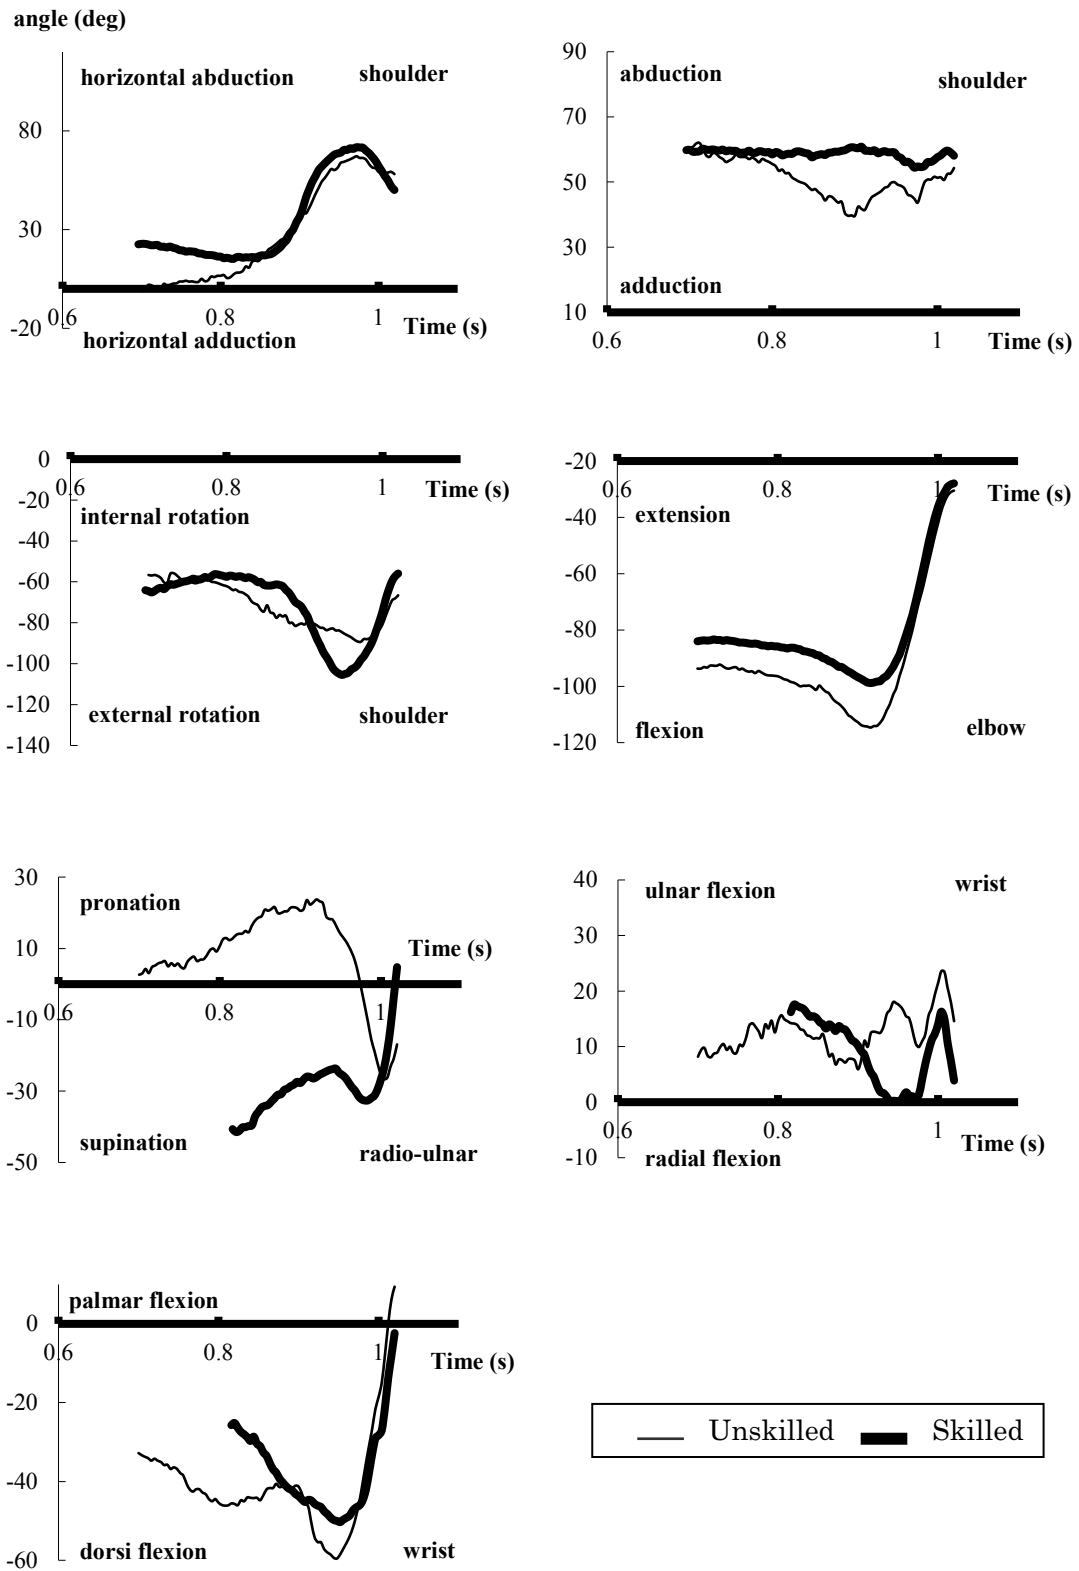 angle (deg)
horizontal abduction shoulder
80
30
0.6 0.8 1 Time (s)
-20
horizontal adduction
90
abduction shoulder
70
50
30
adduction
10
0.6 0.8 1 Time (s)
0
0.6 0.8 1 Time (s)
-20
internal rotation
-40
-60
-80
-100
-120
external rotation shoulder
-140
-20
0.6 0.8 1 Time (s)
extension
-40
-60
-80
-100
flexion elbow
-120
30
pronation
10
Time (s)
0.6 0.8 1
-10
-30
supination radio-ulnar
-50
40
ulnar flexion wrist
30
20
10
0
0.6 0.8 1 Time (s)
-10
radial flexion
palmar flexion
0
0.6 0.8 1 Time (s)
-20
-40
dorsi flexion wrist
-60
Unskilled Skilled